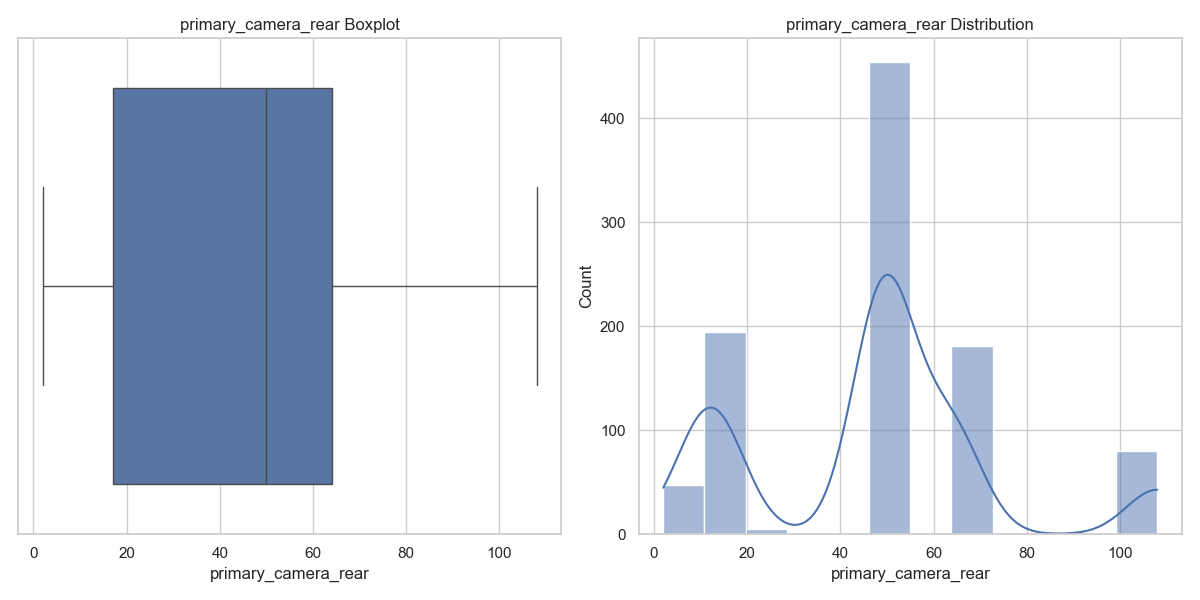 primary_camera_rear Boxplot
0 20 40 60 80 100
primary_camera_rear
primary_camera_rear Distribution
Count
400
300
200
100
0
0 20 40 60 80 100
primary_camera_rear